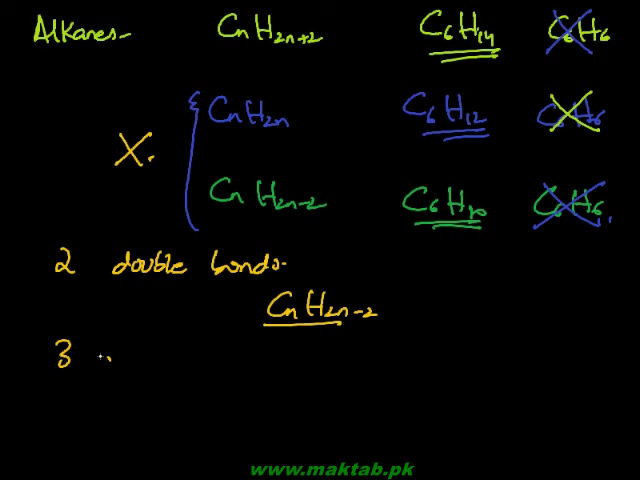 Alkanes- CnH2n+2 C6H14 C6H6
CnH2n C6H12 C6H6
X.
CnH2n-2 C6H10 C6H6
2 double bonds.
CnH2n-2
3
www.maktab.pk